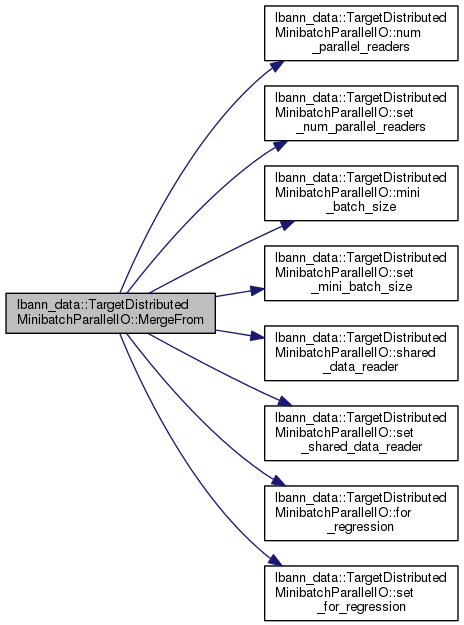 lbann_data::TargetDistributed
MinibatchParallelIO::MergeFrom
lbann_data::TargetDistributed
MinibatchParallelIO::num
_parallel_readers
lbann_data::TargetDistributed
MinibatchParallelIO::set
_num_parallel_readers
lbann_data::TargetDistributed
MinibatchParallelIO::mini
_batch_size
lbann_data::TargetDistributed
MinibatchParallelIO::set
_mini_batch_size
lbann_data::TargetDistributed
MinibatchParallelIO::shared
_data_reader
lbann_data::TargetDistributed
MinibatchParallelIO::set
_shared_data_reader
lbann_data::TargetDistributed
MinibatchParallelIO::for
_regression
lbann_data::TargetDistributed
MinibatchParallelIO::set
_for_regression